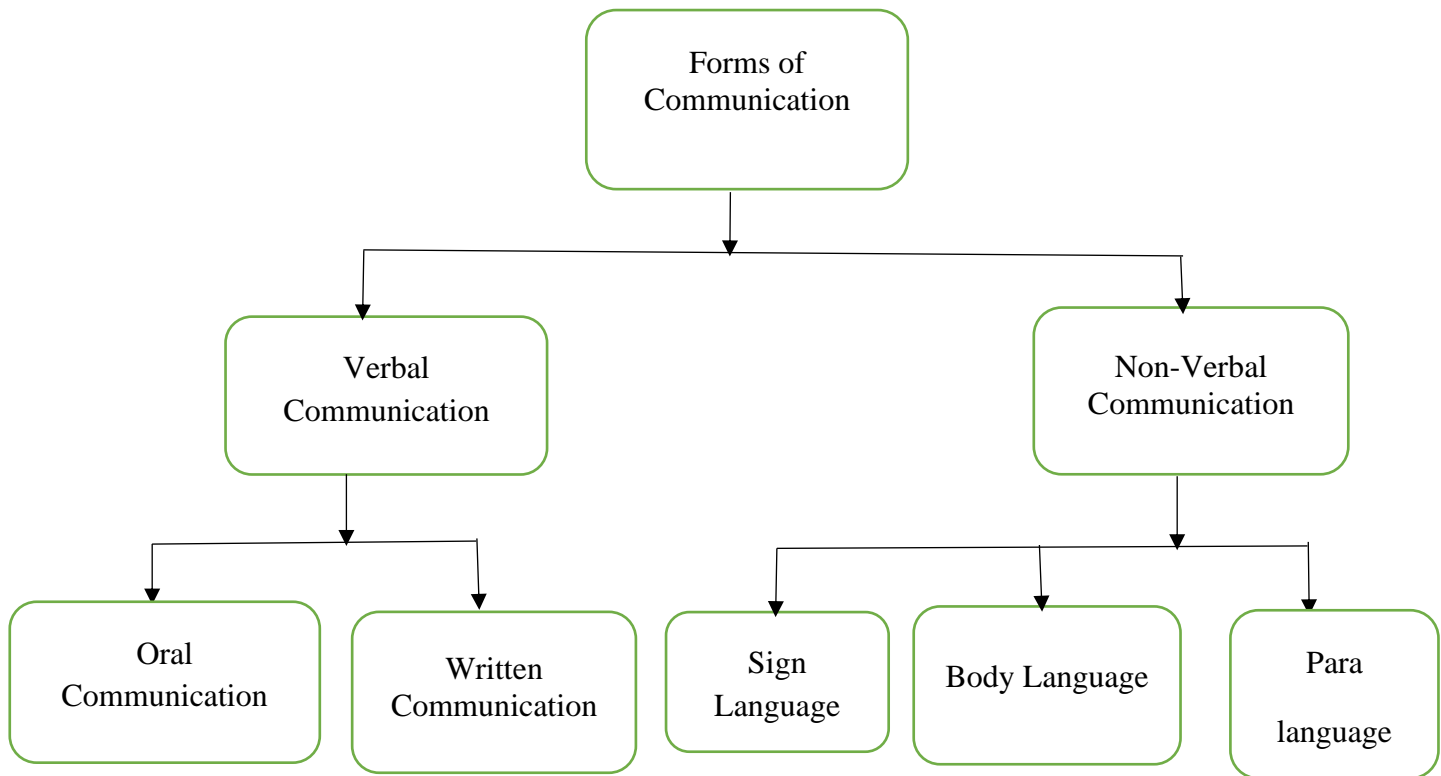 Forms of
Communication
Verbal
Communication
Non-Verbal
Communication
Oral
Communication
Written
Communication
Sign
Language
Body Language
Para
language